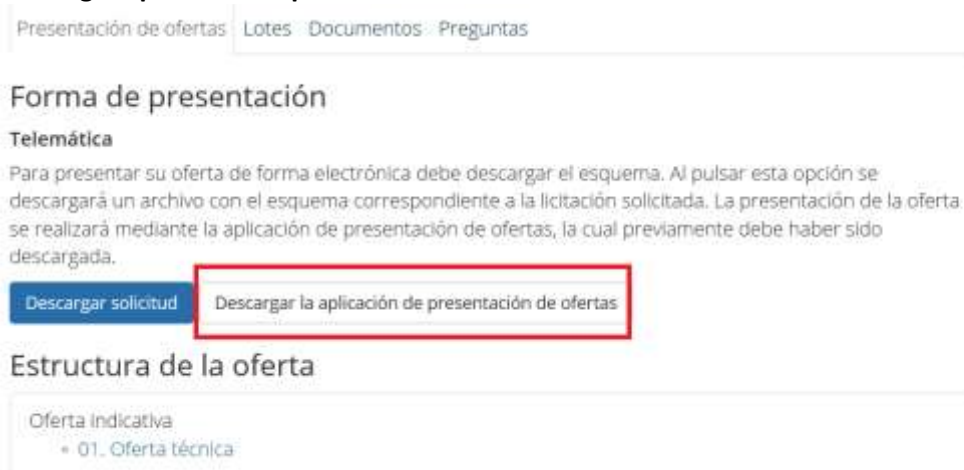 Presentación de ofertas Lotes Documentos Preguntas
Forma de presentación
Telemática
Para presentar su oferta de forma electrónica debe descargar el esquema. Al pulsar esta opción se
descargará un archivo con el esquema correspondiente a la licitación solicitada. La presentación de la oferta
se realizará mediante la aplicación de presentación de ofertas, la cual previamente debe haber sido
descargada.
Descargar solicitud Descargar la aplicación de presentación de ofertas
Estructura de la oferta
Oferta indicativa
01. Oferta técnica